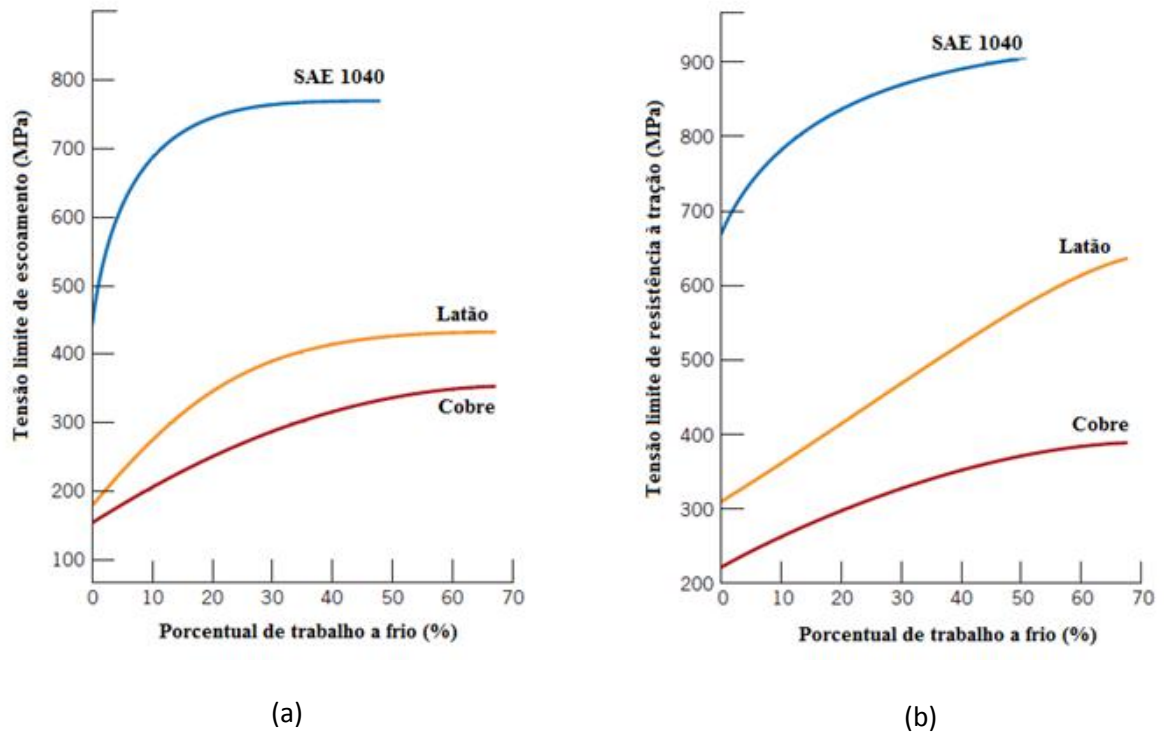 Tensão limite de escoamento (MPa)
800
700
600
500
400
300
200
100
SAE 1040
Latão
Cobre
0 10 20 30 40 50 60 70
Porcentual de trabalho a frio (%)
(a)
Tensão limite de resistência à tração (MPa)
900
800
700
600
500
400
300
200
SAE 1040
Latão
Cobre
0 10 20 30 40 50 60 70
Porcentual de trabalho a frio (%)
(b)